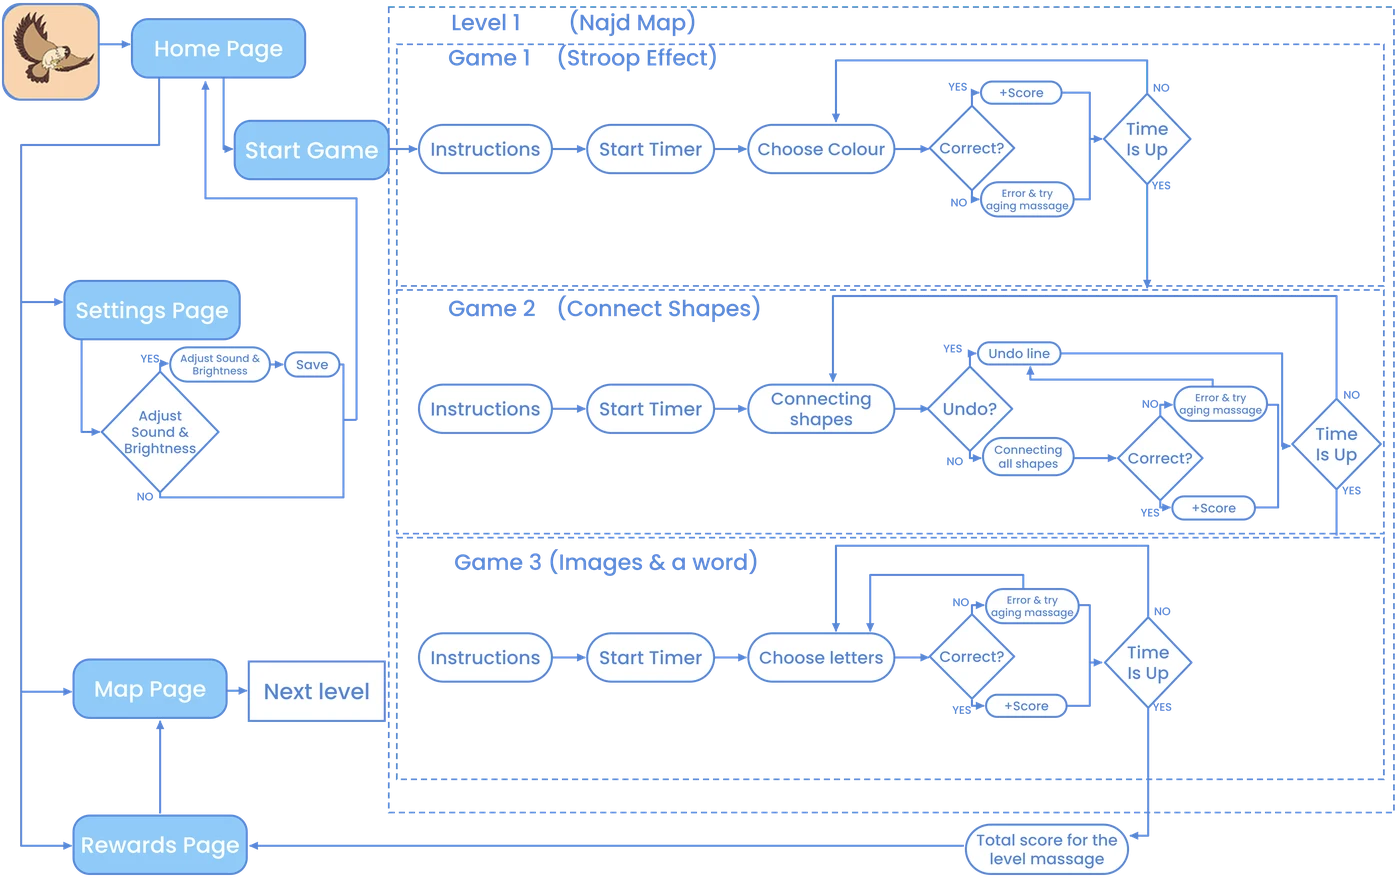 Home Page
Start Game
Settings Page
YES
Adjust Sound &
Brightness
Save
Adjust
Sound &
Brightness
NO
Map Page
Next level
Rewards Page
Level 1 (Najd Map)
Game 1 (Stroop Effect)
Instructions
Start Timer
Choose Colour
Correct?
YES
+Score
NO
Error & try
aging massage
Time
Is Up
NO
YES
Game 2 (Connect Shapes)
Instructions
Start Timer
Connecting
shapes
Undo?
YES
Undo line
NO
Connecting
all shapes
Correct?
NO
Error & try
aging massage
YES
+Score
Time
Is Up
NO
YES
Game 3 (Images & a word)
Instructions
Start Timer
Choose letters
Correct?
NO
Error & try
aging massage
YES
+Score
Time
Is Up
NO
YES
Total score for the
level massage